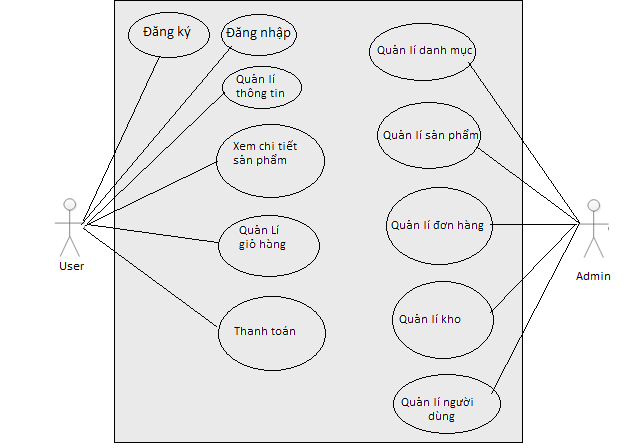 Đăng ký
Đăng nhập
Quản lí
thông tin
Xem chi tiết
sản phẩm
Quản Lí
giỏ hàng
Thanh toán
Quản lí danh mục
Quản lí sản phẩm
Quản lí đơn hàng
Quản lí kho
Quản lí người
dùng
User
Admin